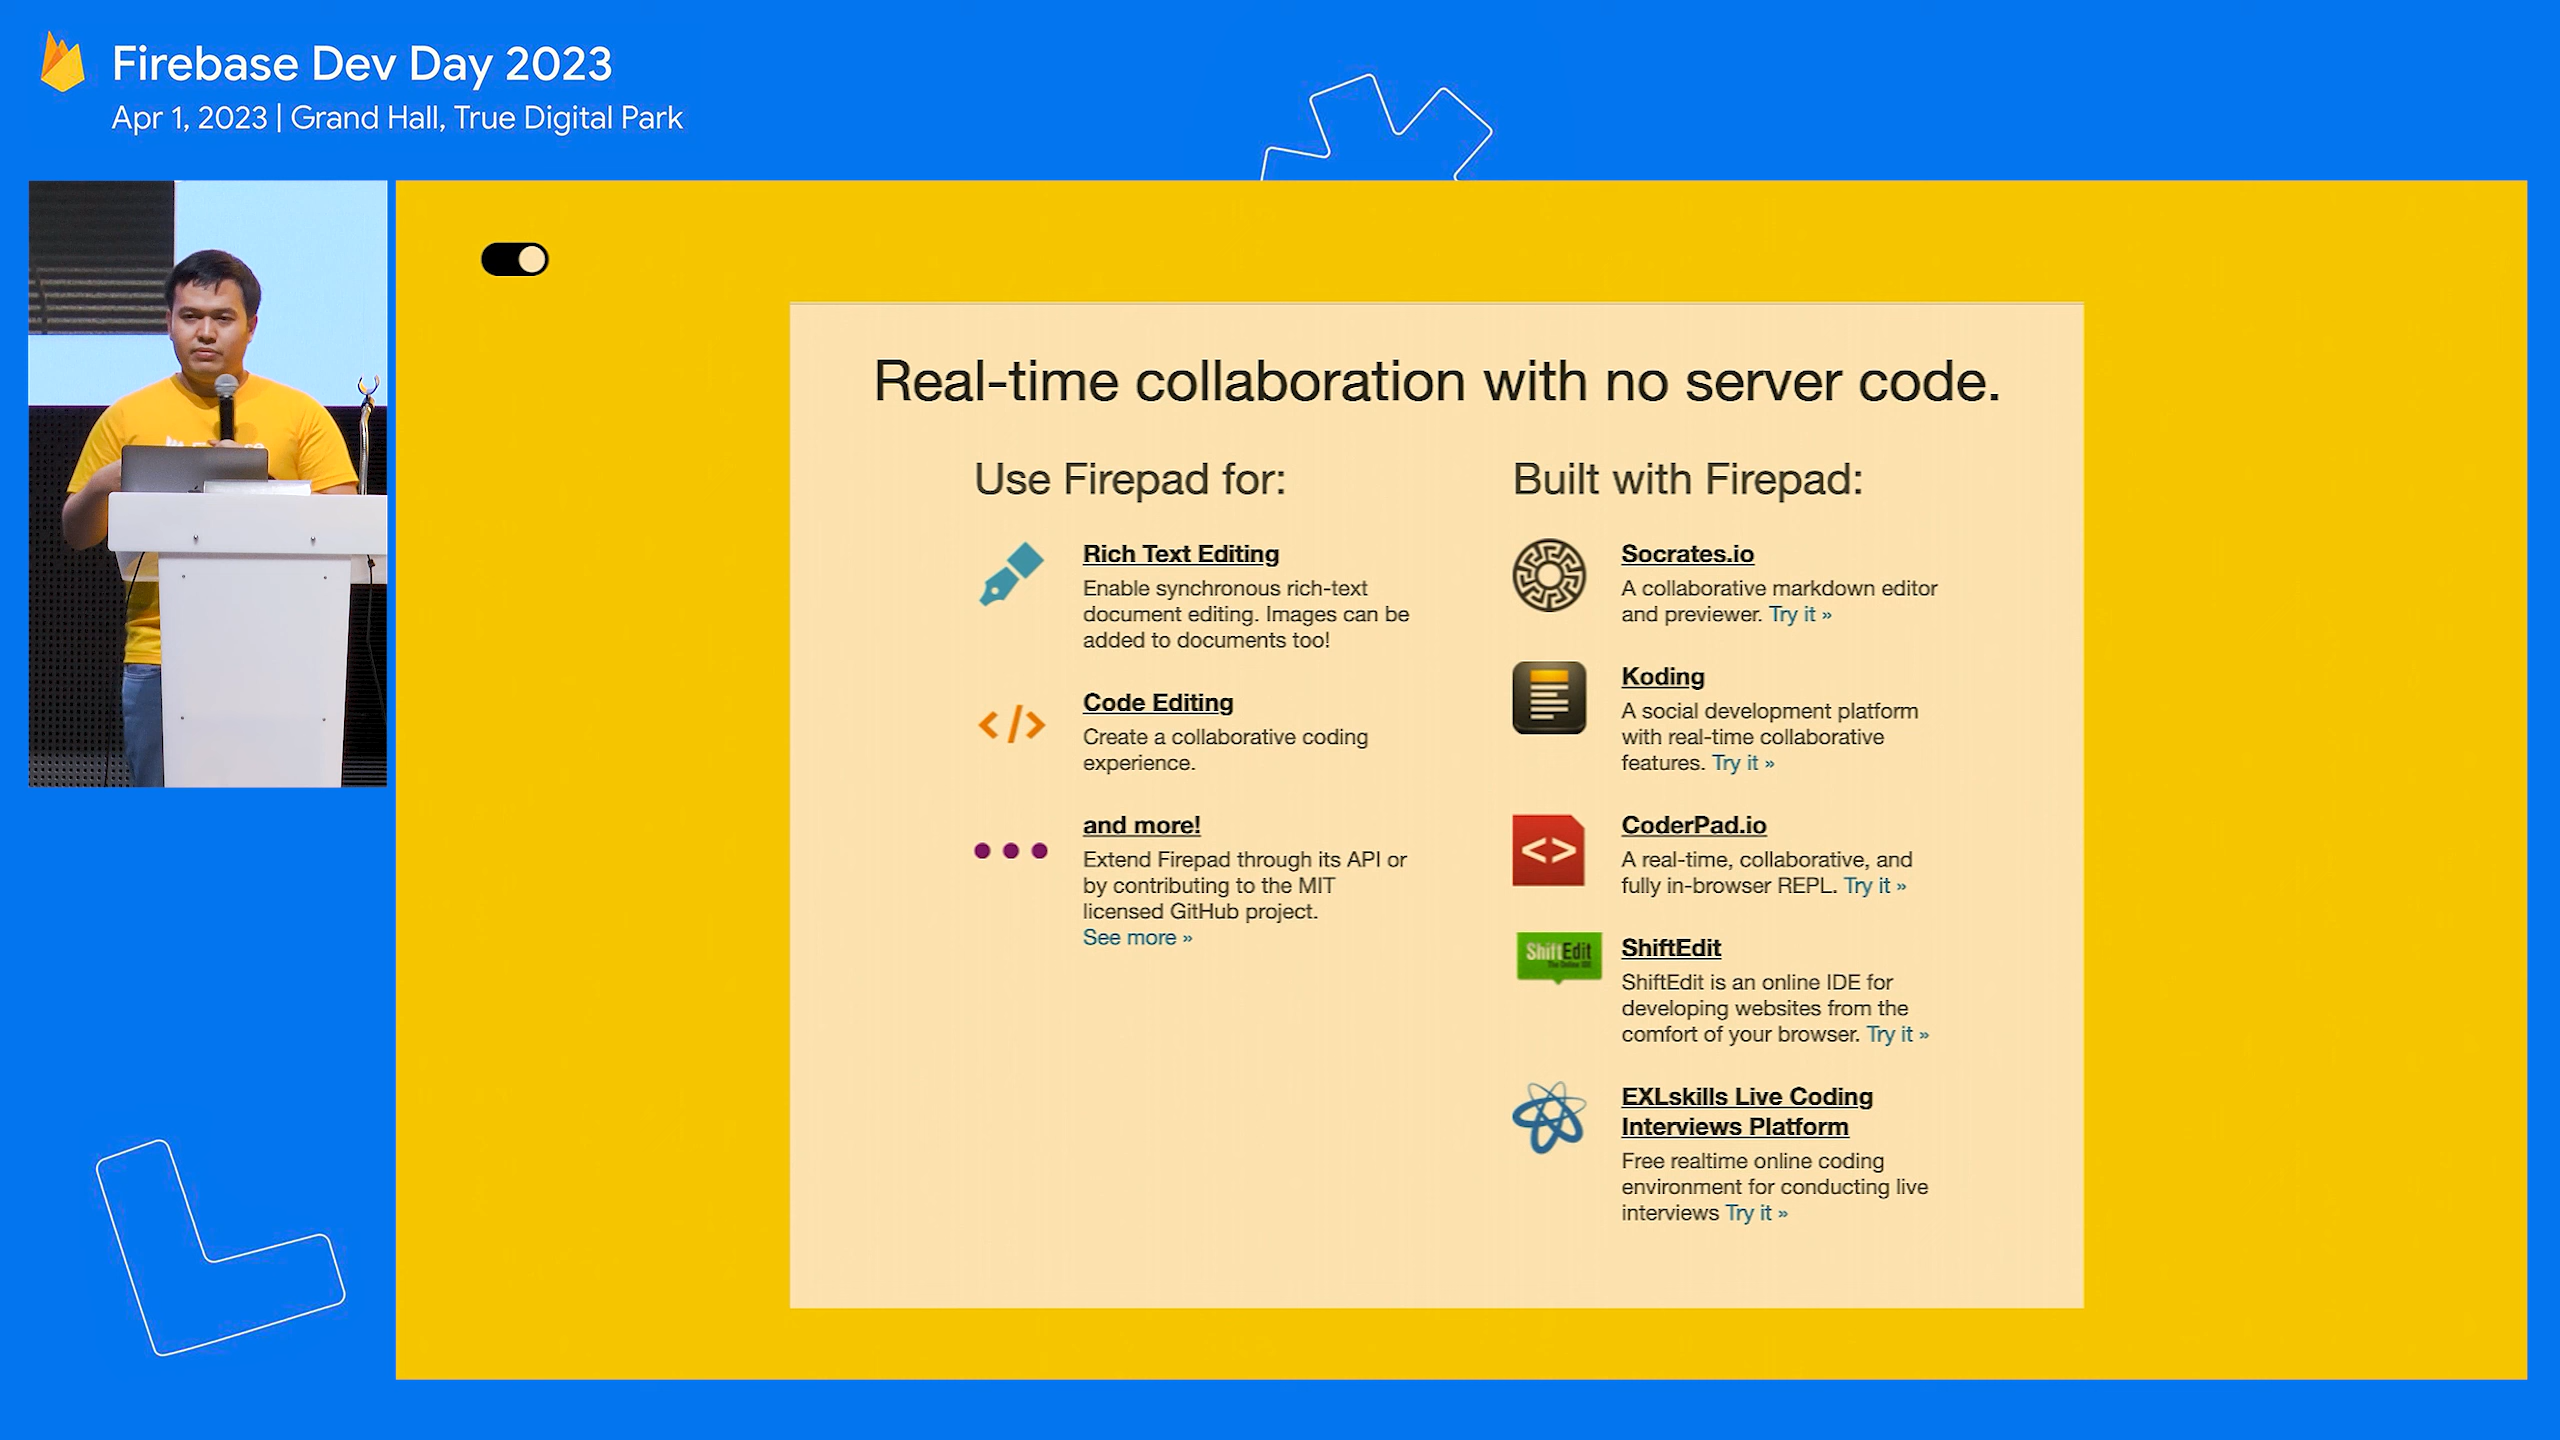 Firebase Dev Day 2023
Apr 1, 2023 | Grand Hall, True Digital Park
Real-time collaboration with no server code.
Use Firepad for:
Rich Text Editing
Enable synchronous rich-text
document editing. Images can be
added to documents too!
Code Editing
Create a collaborative coding
experience.
and more!
Extend Firepad through its API or
by contributing to the MIT
licensed GitHub project.
See more »
Built with Firepad:
Socrates.io
A collaborative markdown editor
and previewer. Try it »
Koding
A social development platform
with real-time collaborative
features. Try it »
CoderPad.io
A real-time, collaborative, and
fully in-browser REPL. Try it »
ShiftEdit
The Online IDE
ShiftEdit
ShiftEdit is an online IDE for
developing websites from the
comfort of your browser. Try it »
EXLskills Live Coding
Interviews Platform
Free realtime online coding
environment for conducting live
interviews Try it »